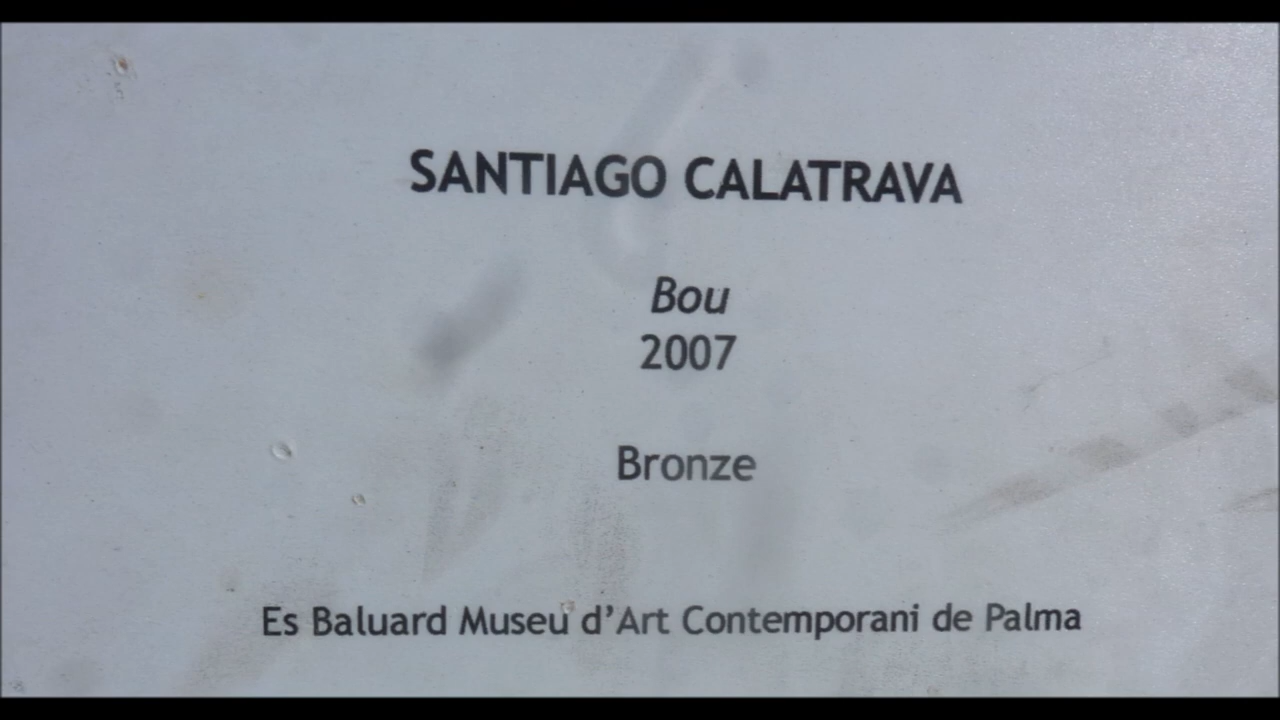 SANTIAGO CALATRAVA
Bou
2007
Bronze
Es Baluard Museu d’Art Contemporani de Palma